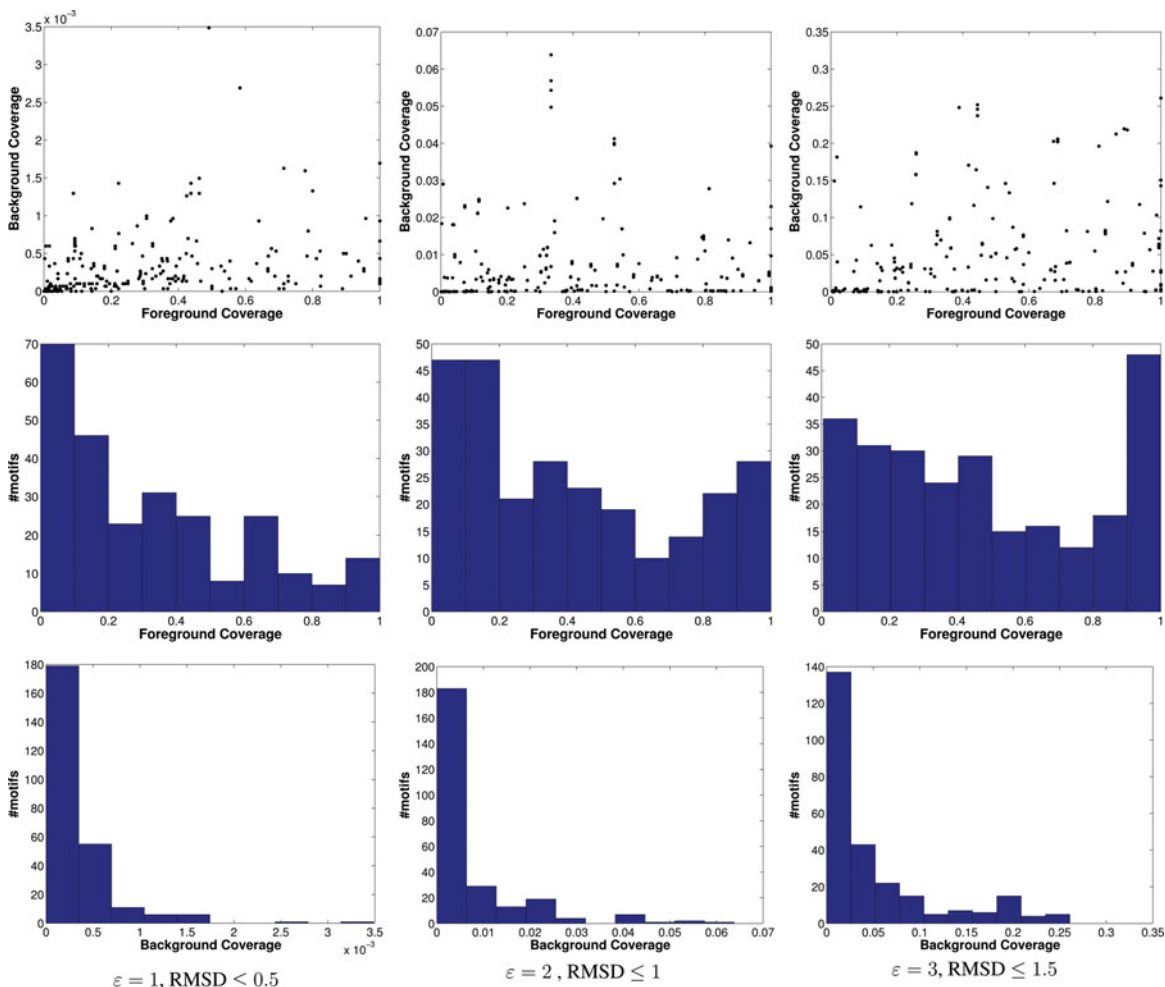 × 10⁻³
3.5
3
2.5
2
1.5
1
0.5
0
Background Coverage
0 0.2 0.4 0.6 0.8 1
Foreground Coverage
0.07
0.06
0.05
0.04
0.03
0.02
0.01
0
Background Coverage
0 0.2 0.4 0.6 0.8 1
Foreground Coverage
0.35
0.3
0.25
0.2
0.15
0.1
0.05
0
Background Coverage
0 0.2 0.4 0.6 0.8 1
Foreground Coverage
70
60
50
40
30
20
10
0
#motifs
0 0.2 0.4 0.6 0.8 1
Foreground Coverage
50
45
40
35
30
25
20
15
10
5
0
#motifs
0 0.2 0.4 0.6 0.8 1
Foreground Coverage
50
45
40
35
30
25
20
15
10
5
0
#motifs
0 0.2 0.4 0.6 0.8 1
Foreground Coverage
180
160
140
120
100
80
60
40
20
0
#motifs
0 0.5 1 1.5 2 2.5 3 3.5
Background Coverage
× 10⁻³
200
180
160
140
120
100
80
60
40
20
0
#motifs
0 0.01 0.02 0.03 0.04 0.05 0.06 0.07
Background Coverage
140
120
100
80
60
40
20
0
#motifs
0 0.05 0.1 0.15 0.2 0.25 0.3 0.35
Background Coverage
ε = 1, RMSD ≤ 0.5
ε = 2 , RMSD ≤ 1
ε = 3, RMSD ≤ 1.5